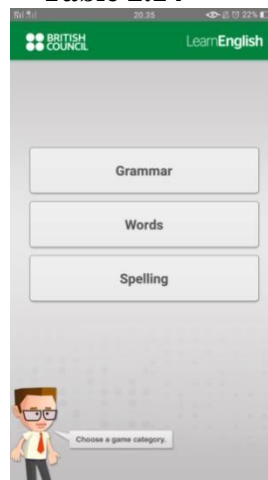 20.35 22%
BRITISH
COUNCIL
LearnEnglish
Grammar
Words
Spelling
Choose a game category.